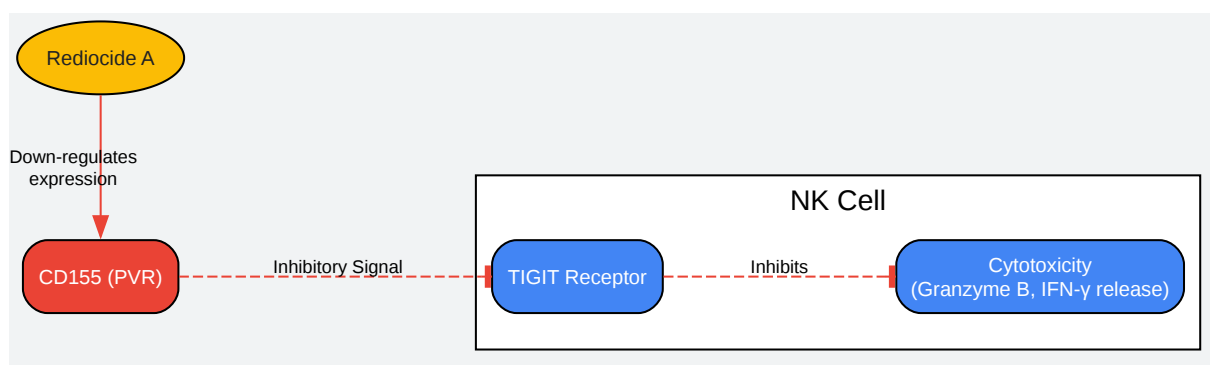 Rediocide A
Down-regulates
expression
NK Cell
CD155 (PVR)
Inhibitory Signal
TIGIT Receptor
Inhibits
Cytotoxicity
(Granzyme B, IFN-γ release)